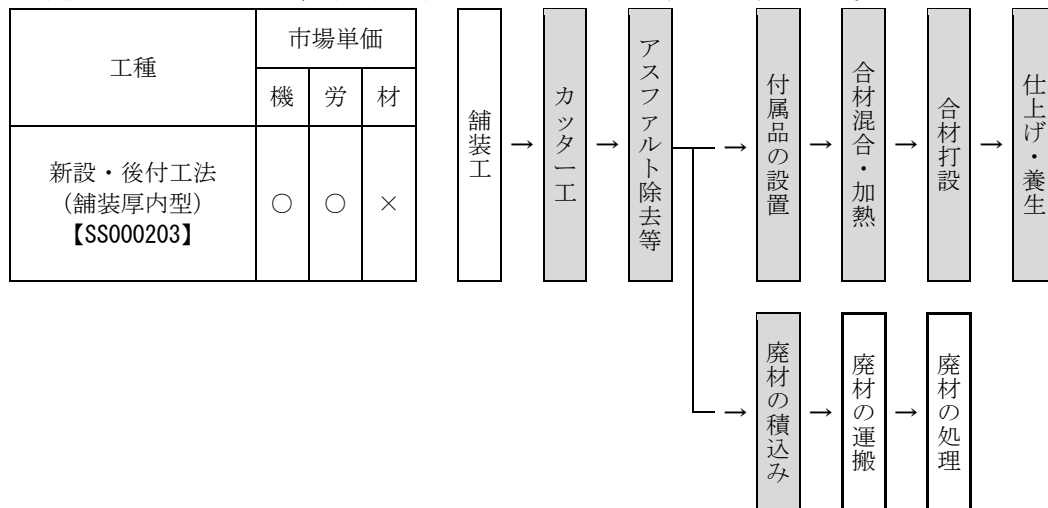 工種
市場単価
機 労 材
新設・後付工法
(舗装厚内型)
【SS000203】
○ ○ ×
舗装工
→
カッター工
→
アスファルト除去等
→
付属品の設置
→
合材混合・加熱
→
合材打設
→
仕上げ・養生
→
廃材の積込み
→
廃材の運搬
→
廃材の処理